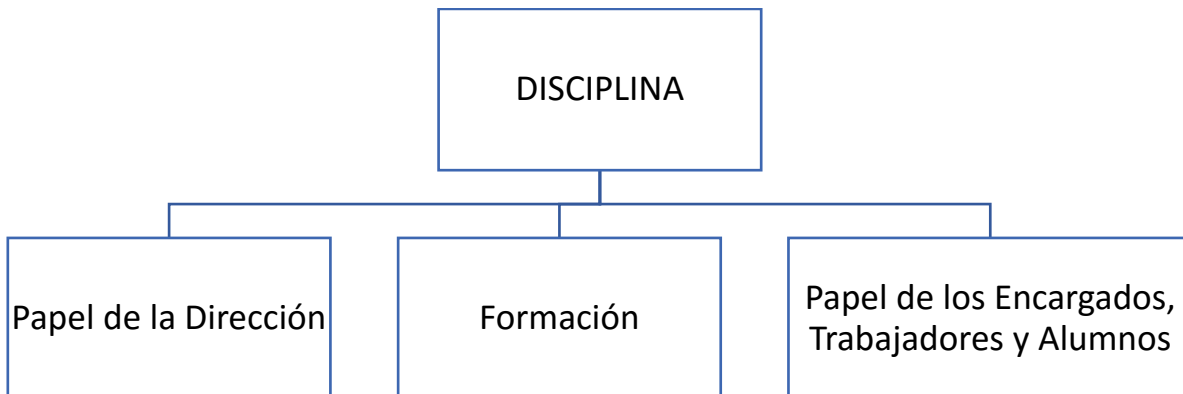 DISCIPLINA
Papel de la Dirección
Formación
Papel de los Encargados,
Trabajadores y Alumnos